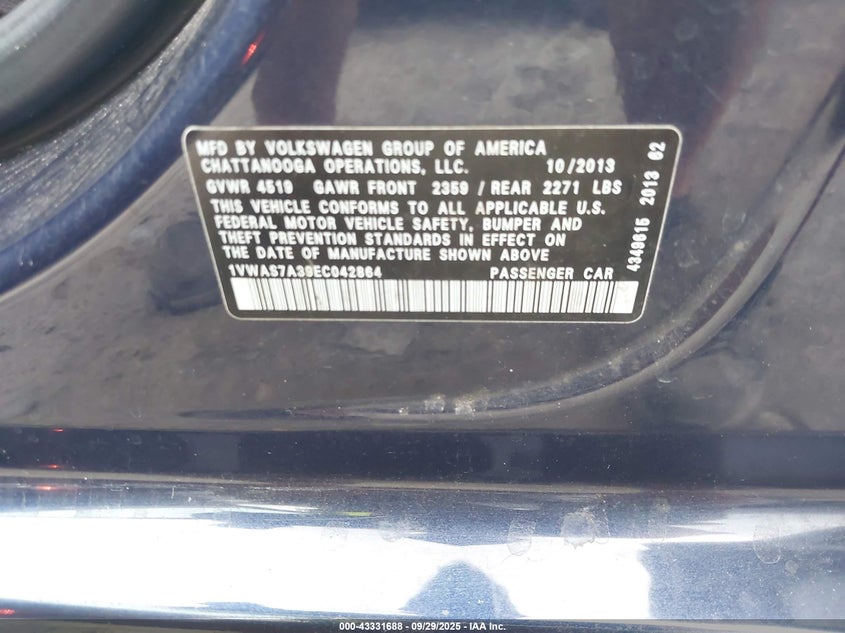 MFD BY VOLKSWAGEN GROUP OF AMERICA
CHATTANOOGA OPERATIONS, LLC. 10/2013
GVWR 4519 GAWR FRONT 2359 / REAR 2271 LBS
THIS VEHICLE CONFORMS TO ALL APPLICABLE U.S.
FEDERAL MOTOR VEHICLE SAFETY, BUMPER AND
THEFT PREVENTION STANDARDS IN EFFECT ON
THE DATE OF MANUFACTURE SHOWN ABOVE
1VWAS7A39EC042864 PASSENGER CAR
4349615 2013 62
000-43331688 - 09/29/2025 - IAA Inc.